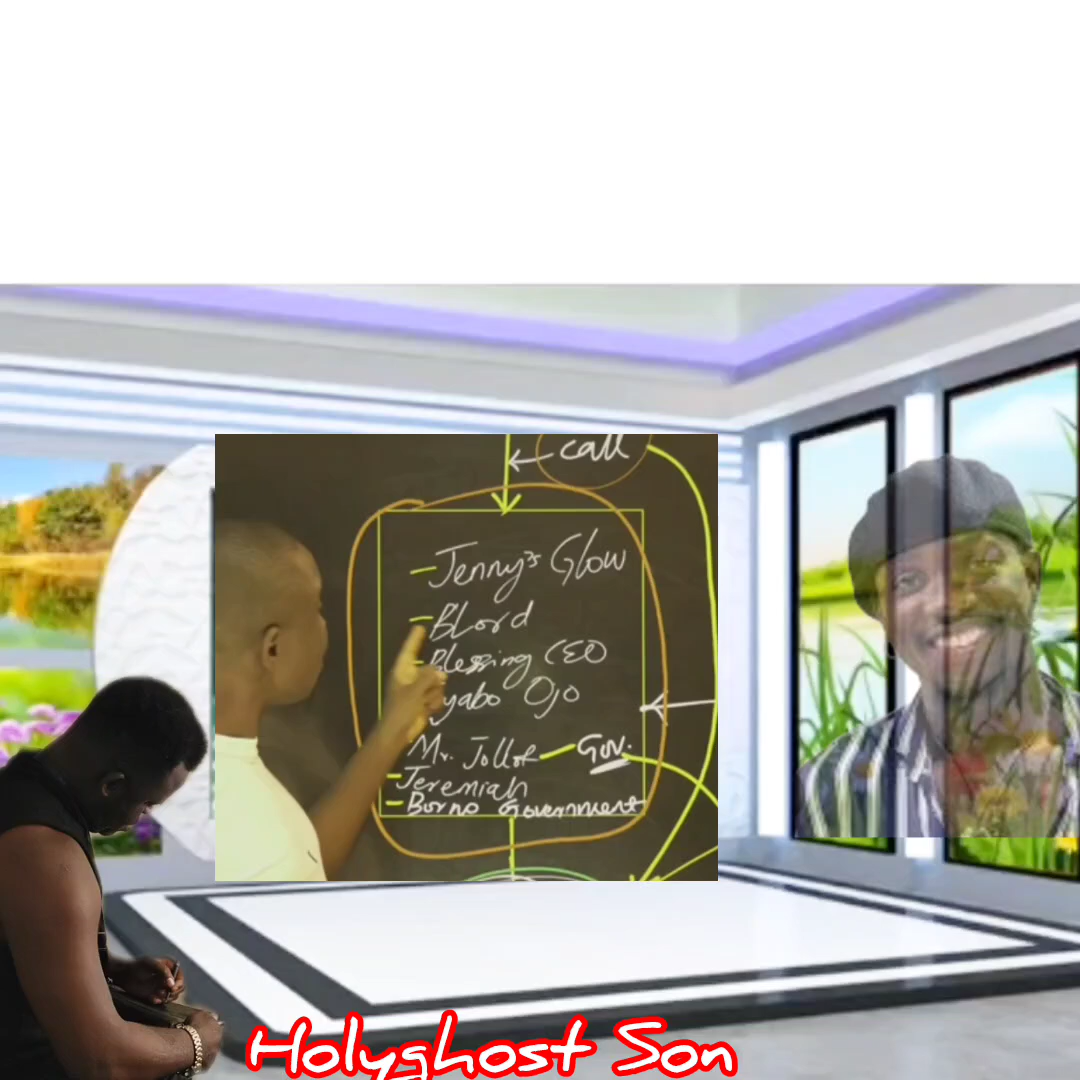 call
- Jenny's Glow
- BLord
- Blessing CEO
yabo Ojo
Mr. Jollof - Gov.
- Jeremiah
- Borno Government
Holyghost Son